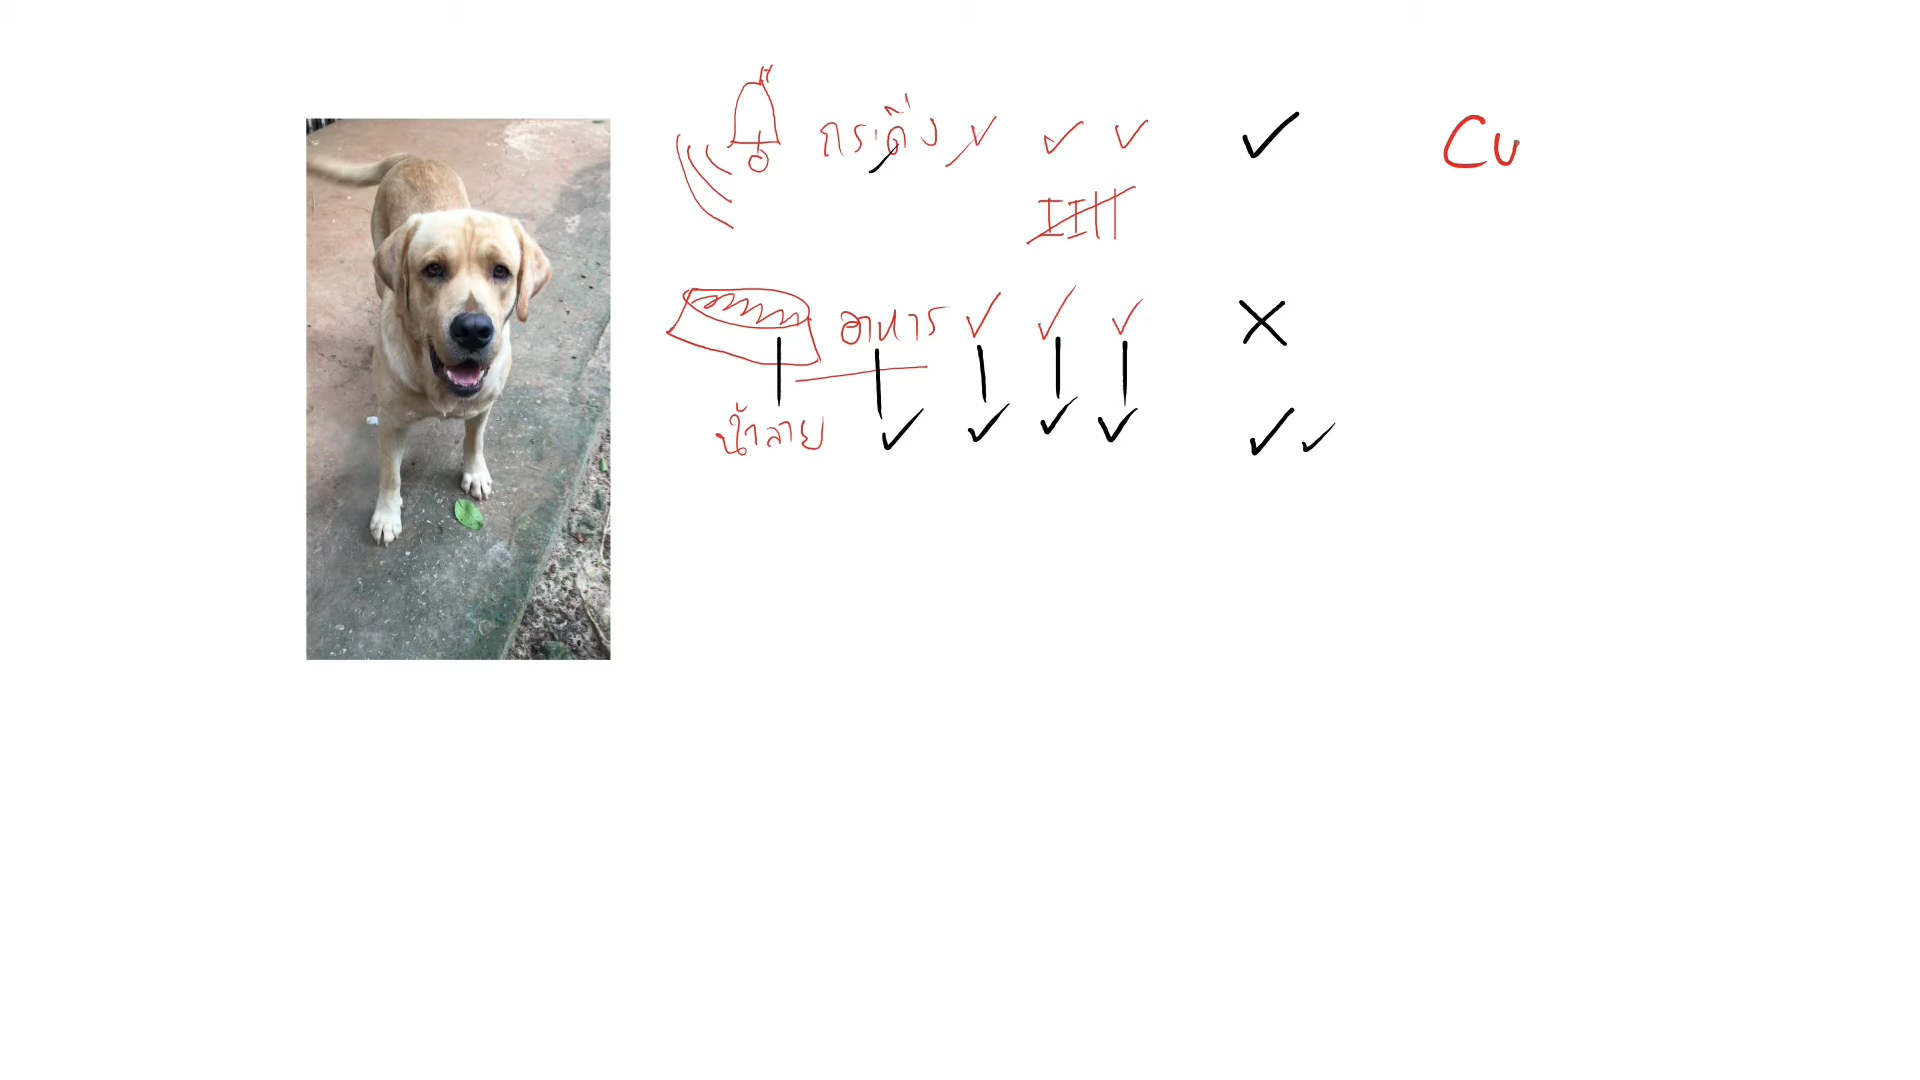 กระดิ่ง ✓ ✓ ✓ ✓ Cu
อาหาร ✓ ✓ ✓ ✗
น้ำลาย ✓ ✓ ✓ ✓ ✓ ✓